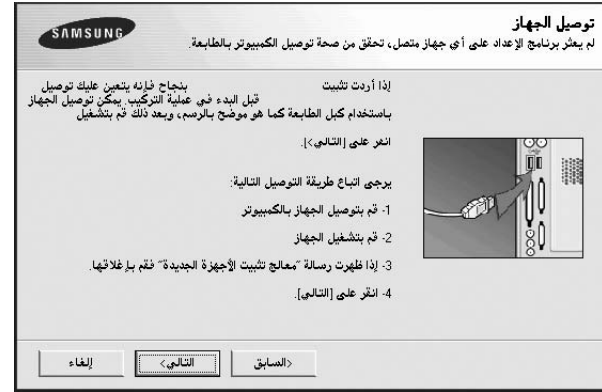 توصيل الجهاز
SAMSUNG
لم يعثر برنامج الإعداد على أي جهاز متصل، تحقق من صحة توصيل الكمبيوتر بالطابعة.
إذا أردت تثبيت بنجاح فإنه يتعين عليك توصيل
قبل البدء في عملية التركيب. يمكن توصيل الجهاز
باستخدام كبل الطابعة كما هو موضح بالرسم، وبعد ذلك قم بتشغيل
انقر على [التالي>].
يرجى اتباع طريقة التوصيل التالية:
1- قم بتوصيل الجهاز بالكمبيوتر
2- قم بتشغيل الجهاز
3- إذا ظهرت رسالة "معالج تثبيت الأجهزة الجديدة" فقم بإغلاقها.
4- انقر على [التالي].
<السابق
التالي>
إلغاء